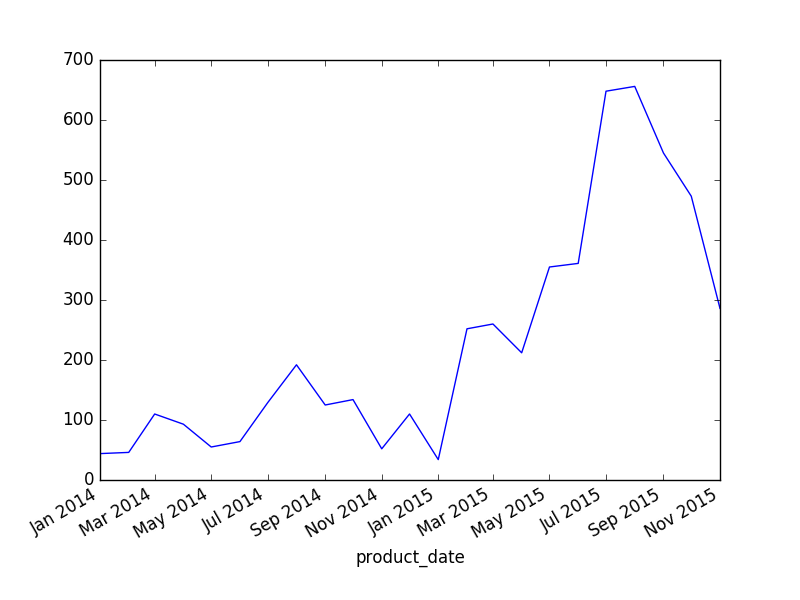 700
600
500
400
300
200
100
0
Jan 2014
Mar 2014
May 2014
Jul 2014
Sep 2014
Nov 2014
Jan 2015
Mar 2015
May 2015
Jul 2015
Sep 2015
Nov 2015
product_date